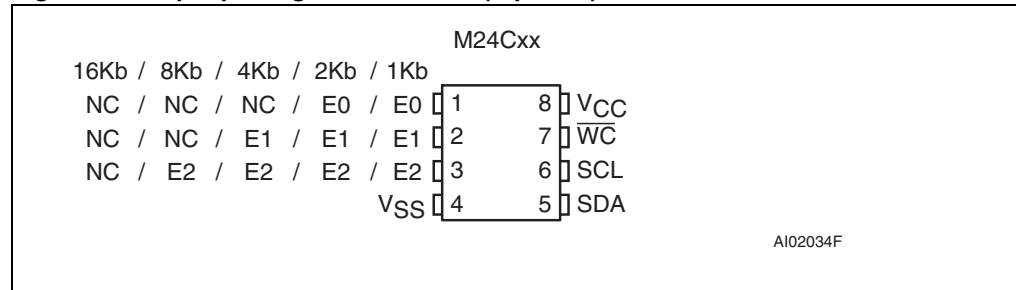 M24Cxx
16Kb / 8Kb / 4Kb / 2Kb / 1Kb
NC / NC / NC / E0 / E0 1 8 VCC
NC / NC / E1 / E1 / E1 2 7 W̅C̅
NC / E2 / E2 / E2 / E2 3 6 SCL
VSS 4 5 SDA
AI02034F